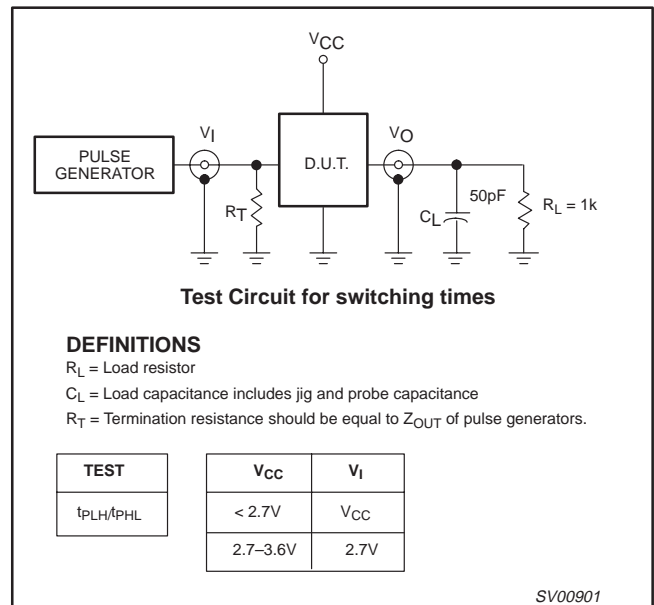 VCC
PULSE
GENERATOR
VI
D.U.T.
VO
RT
50pF
CL
RL = 1k
Test Circuit for switching times
DEFINITIONS
RL = Load resistor
CL = Load capacitance includes jig and probe capacitance
RT = Termination resistance should be equal to ZOUT of pulse generators.
TEST
tPLH/tPHL
VCC VI
< 2.7V VCC
2.7–3.6V 2.7V
SV00901